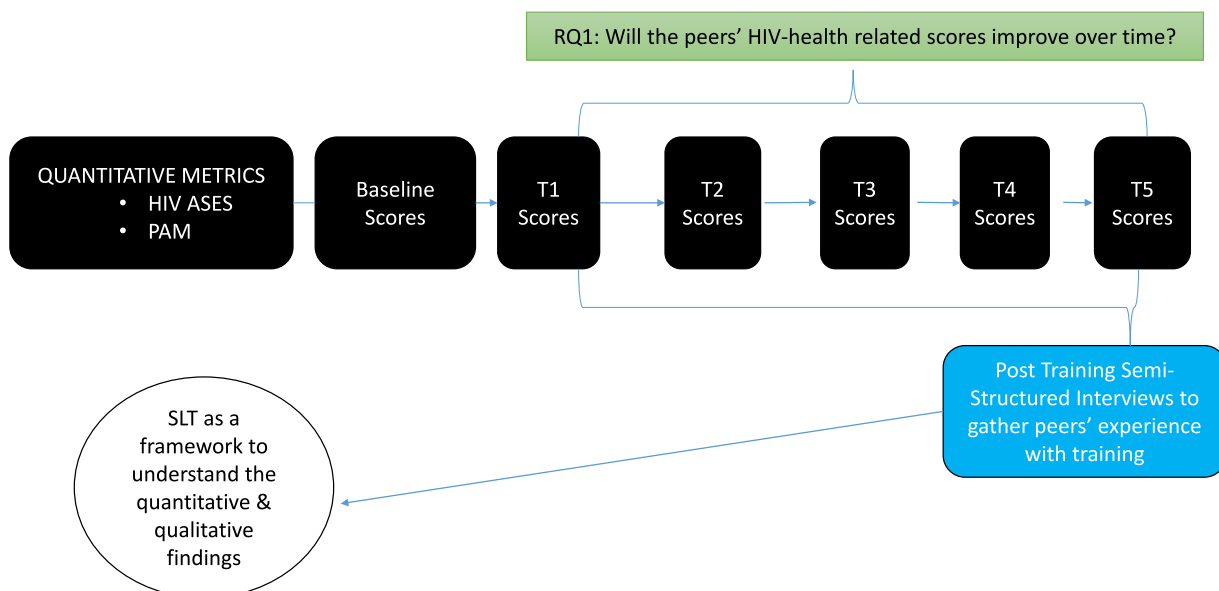 RQ1: Will the peers’ HIV-health related scores improve over time?
QUANTITATIVE METRICS
• HIV ASES
• PAM
Baseline
Scores
T1
Scores
T2
Scores
T3
Scores
T4
Scores
T5
Scores
Post Training Semi-
Structured Interviews to
gather peers’ experience
with training
SLT as a
framework to
understand the
quantitative &
qualitative
findings